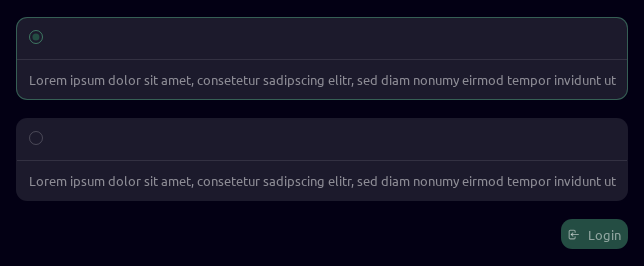 Lorem ipsum dolor sit amet, consetetur sadipscing elitr, sed diam nonumy eirmod tempor invidunt ut
Lorem ipsum dolor sit amet, consetetur sadipscing elitr, sed diam nonumy eirmod tempor invidunt ut
Login